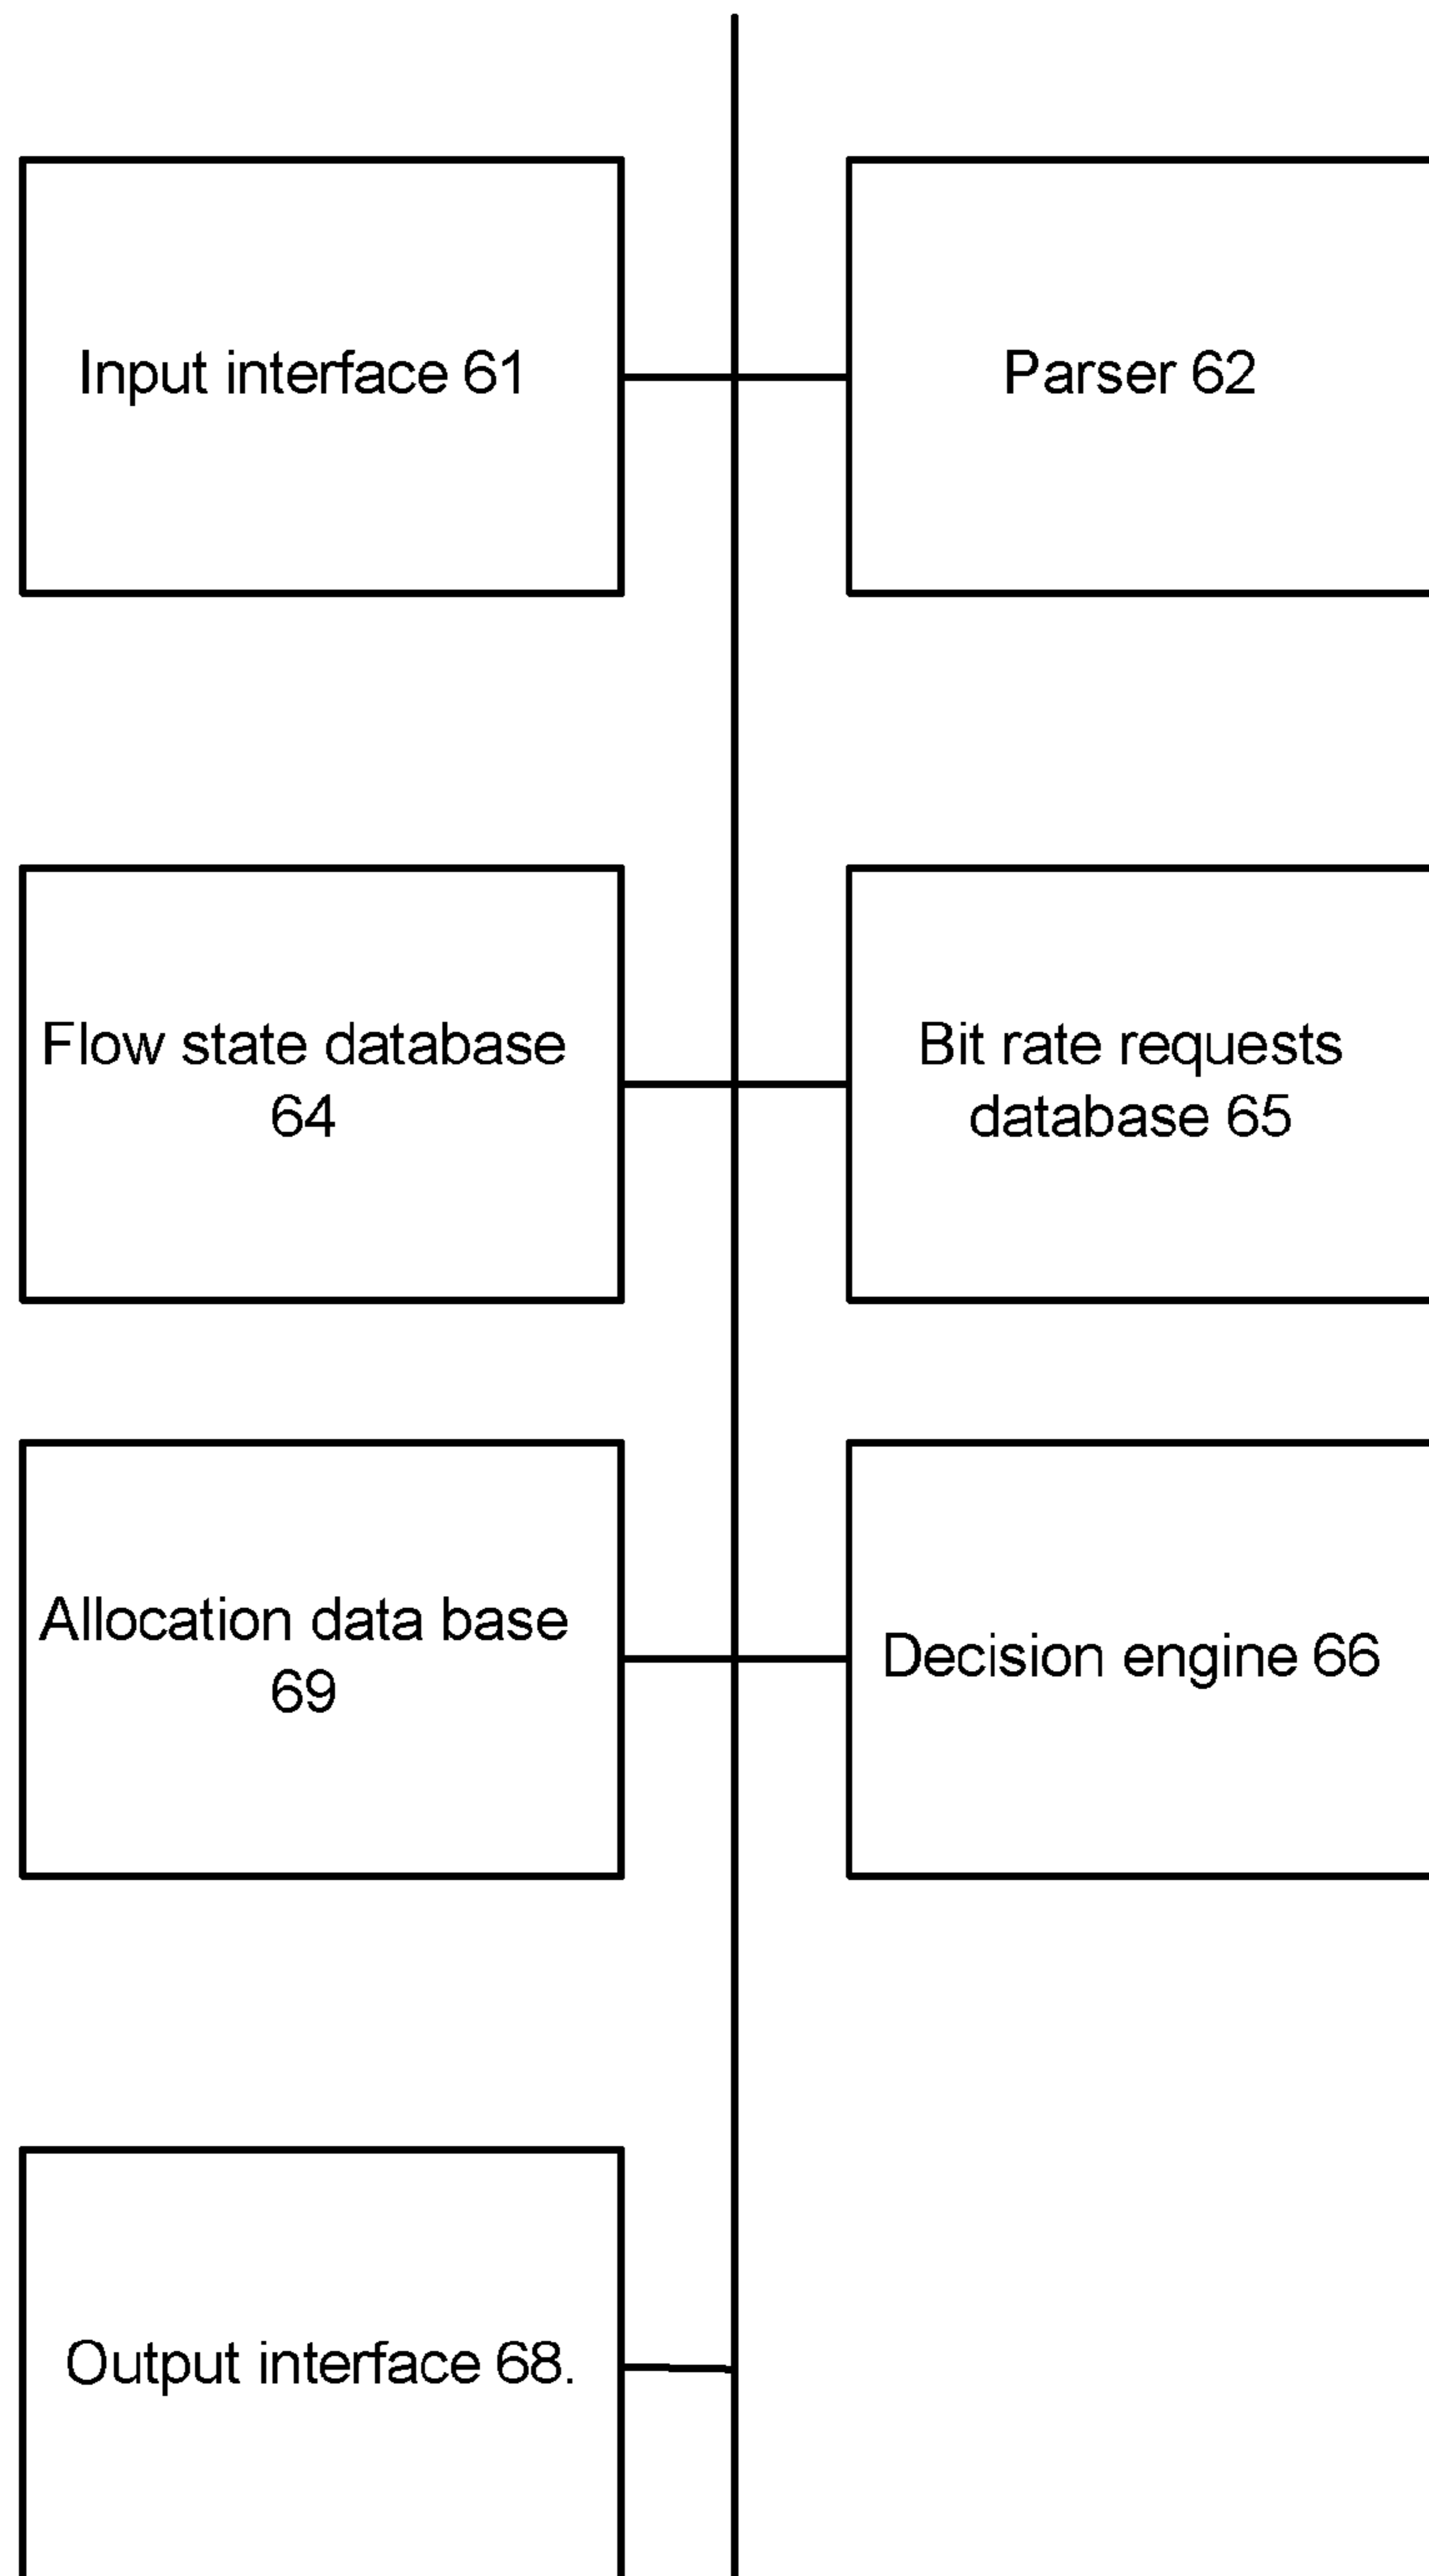 Input interface 61
Parser 62
Flow state database
64
Bit rate requests
database 65
Allocation data base
69
Decision engine 66
Output interface 68.